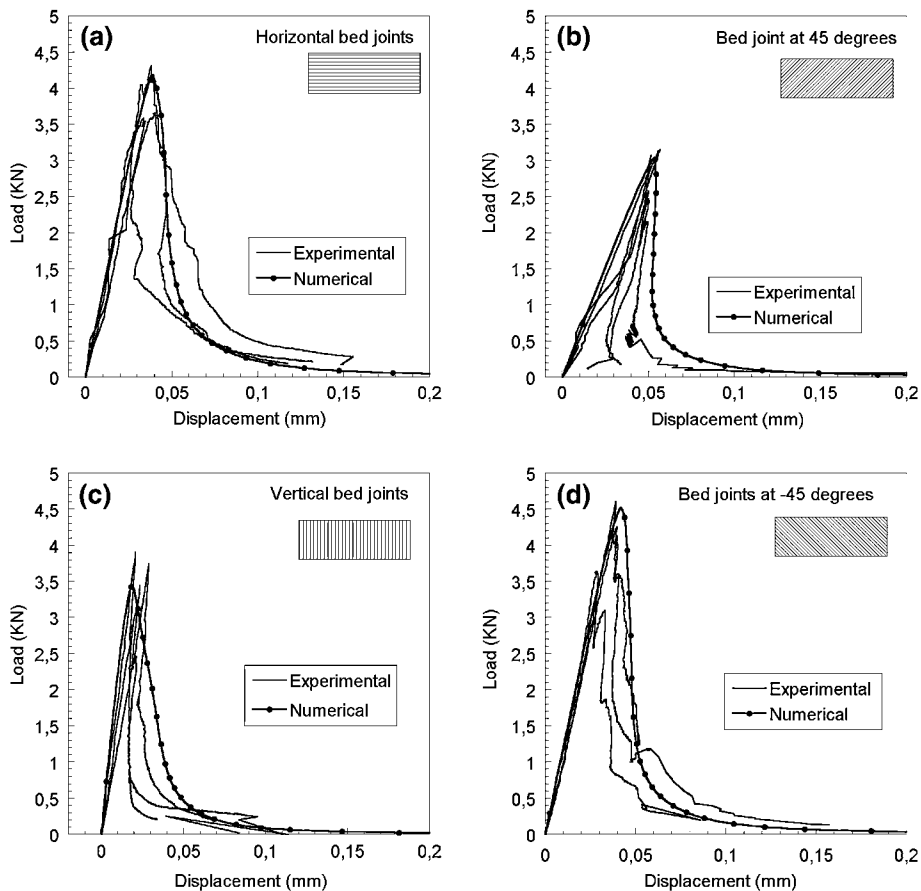 (a)
Horizontal bed joints
5
4,5
4
3,5
3
2,5
2
1,5
1
0,5
0
Load (KN)
Experimental
Numerical
0
0,05
0,1
0,15
0,2
Displacement (mm)
(b)
Bed joint at 45 degrees
5
4,5
4
3,5
3
2,5
2
1,5
1
0,5
0
Load (KN)
Experimental
Numerical
0
0,05
0,1
0,15
0,2
Displacement (mm)
(c)
Vertical bed joints
5
4,5
4
3,5
3
2,5
2
1,5
1
0,5
0
Load (KN)
Experimental
Numerical
0
0,05
0,1
0,15
0,2
Displacement (mm)
(d)
Bed joints at -45 degrees
5
4,5
4
3,5
3
2,5
2
1,5
1
0,5
0
Load (KN)
Experimental
Numerical
0
0,05
0,1
0,15
0,2
Displacement (mm)